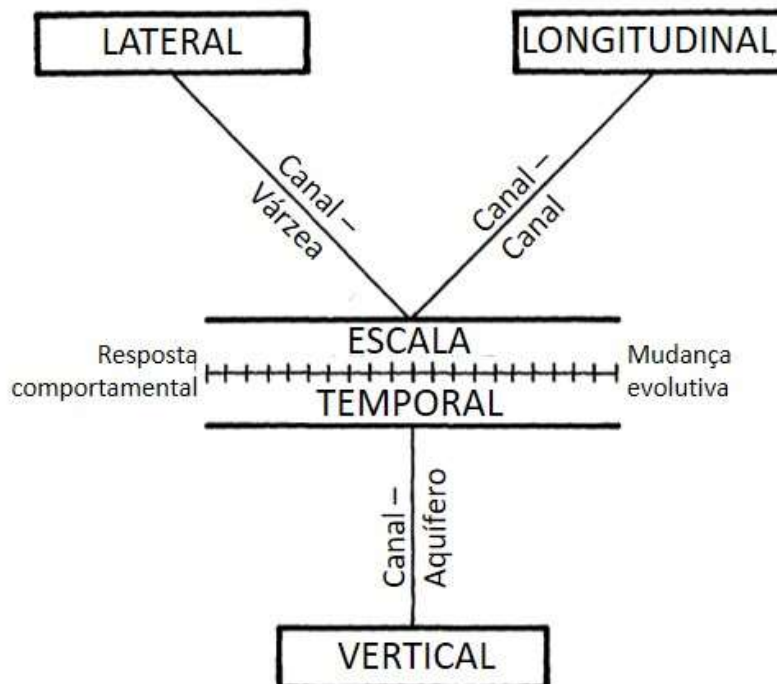 LATERAL
LONGITUDINAL
Canal –
Várzea
Canal –
Canal
ESCALA
Resposta
comportamental
Mudança
evolutiva
TEMPORAL
Canal –
Aquífero
VERTICAL